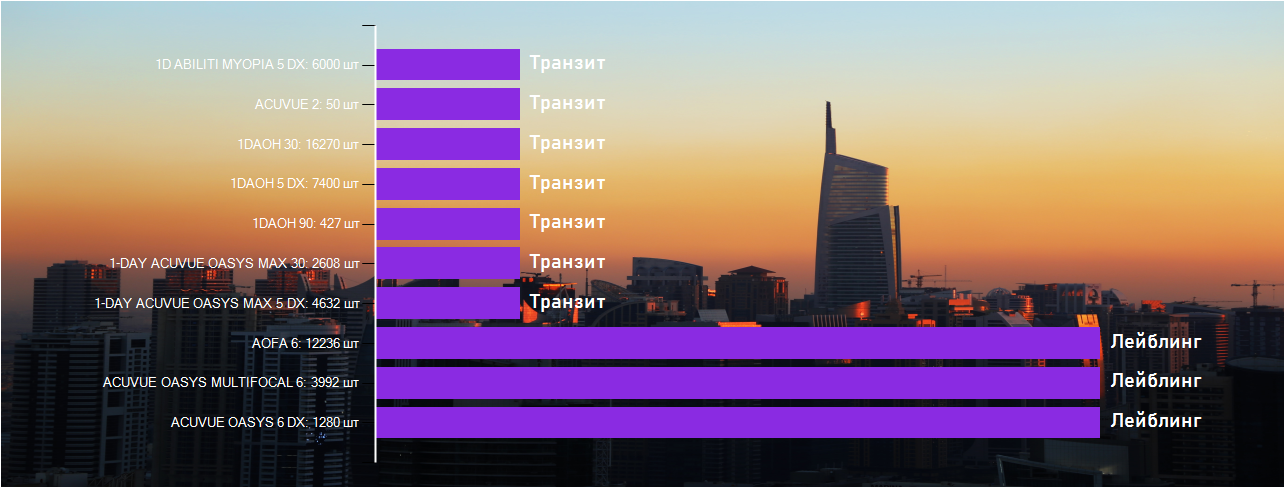 1D ABILITI MYOPIA 5 DX: 6000 шт Транзит
ACUVUE 2: 50 шт Транзит
1DAOH 30: 16270 шт Транзит
1DAOH 5 DX: 7400 шт Транзит
1DAOH 90: 427 шт Транзит
1-DAY ACUVUE OASYS MAX 30: 2608 шт Транзит
1-DAY ACUVUE OASYS MAX 5 DX: 4632 шт Транзит
AOFA 6: 12236 шт Лейблинг
ACUVUE OASYS MULTIFOCAL 6: 3992 шт Лейблинг
ACUVUE OASYS 6 DX: 1280 шт Лейблинг